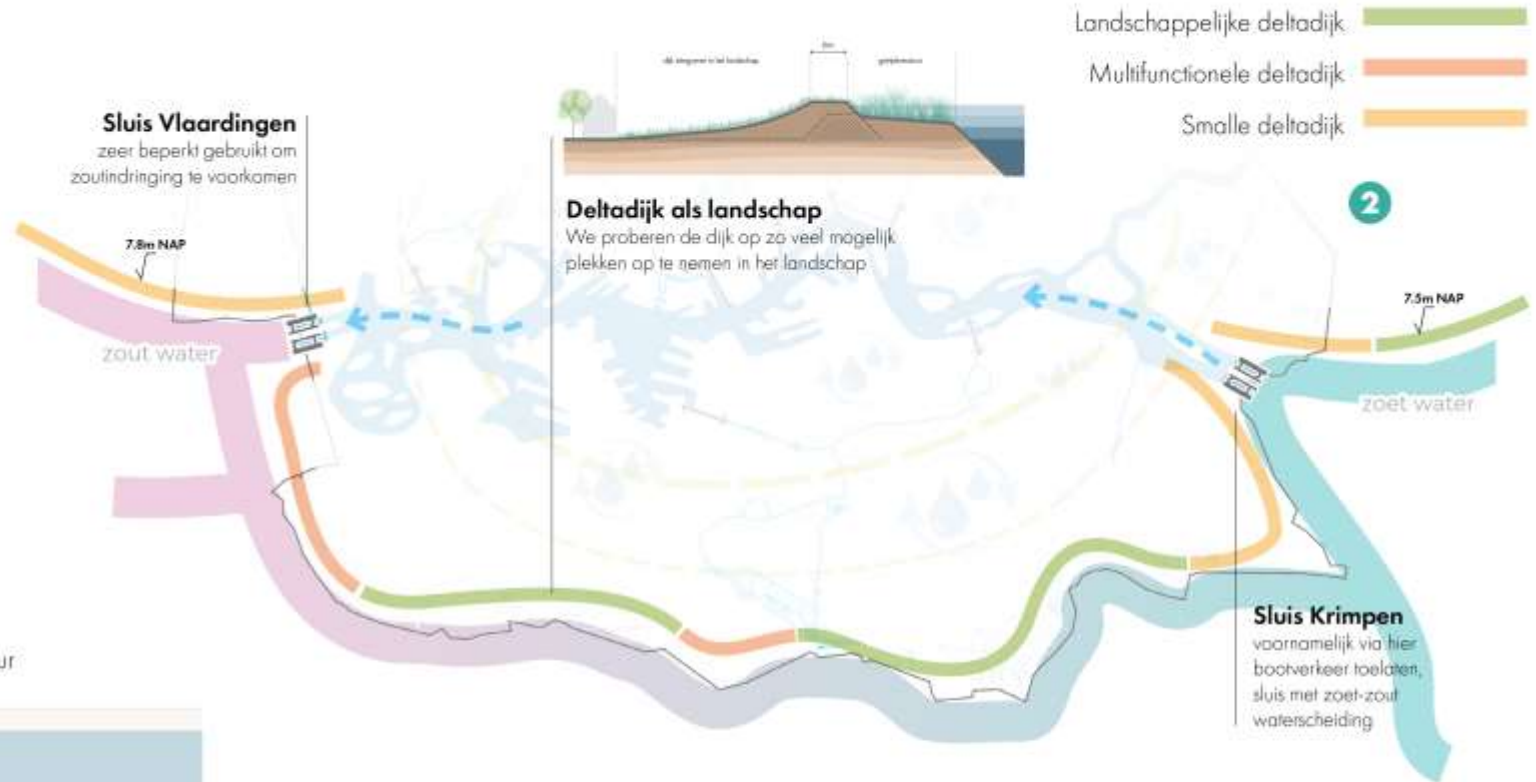 Landschappelijke deltadijk
Multifunctionele deltadijk
Smalle deltadijk
2
Sluis Vlaardingen
zeer beperkt gebruikt om
zoutindringing te voorkomen
7.8m NAP
zout water
Deltadijk als landschap
We proberen de dijk op zo veel mogelijk
plekken op te nemen in het landschap
7.5m NAP
zoet water
Sluis Krimpen
voornamelijk via hier
bootverkeer toelaten,
sluis met zoet-zout
waterscheiding
ur